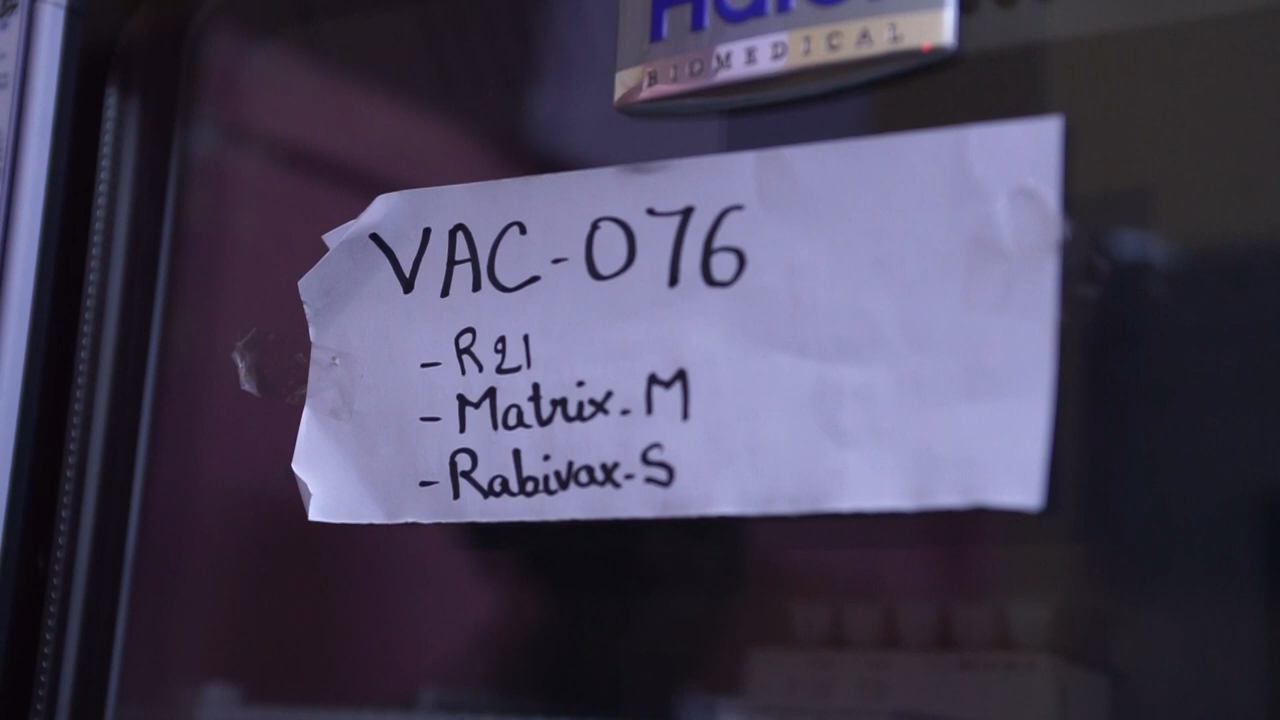 BIOMEDICAL
VAC-076
- R21
- Matrix-M
- Rabivax-S